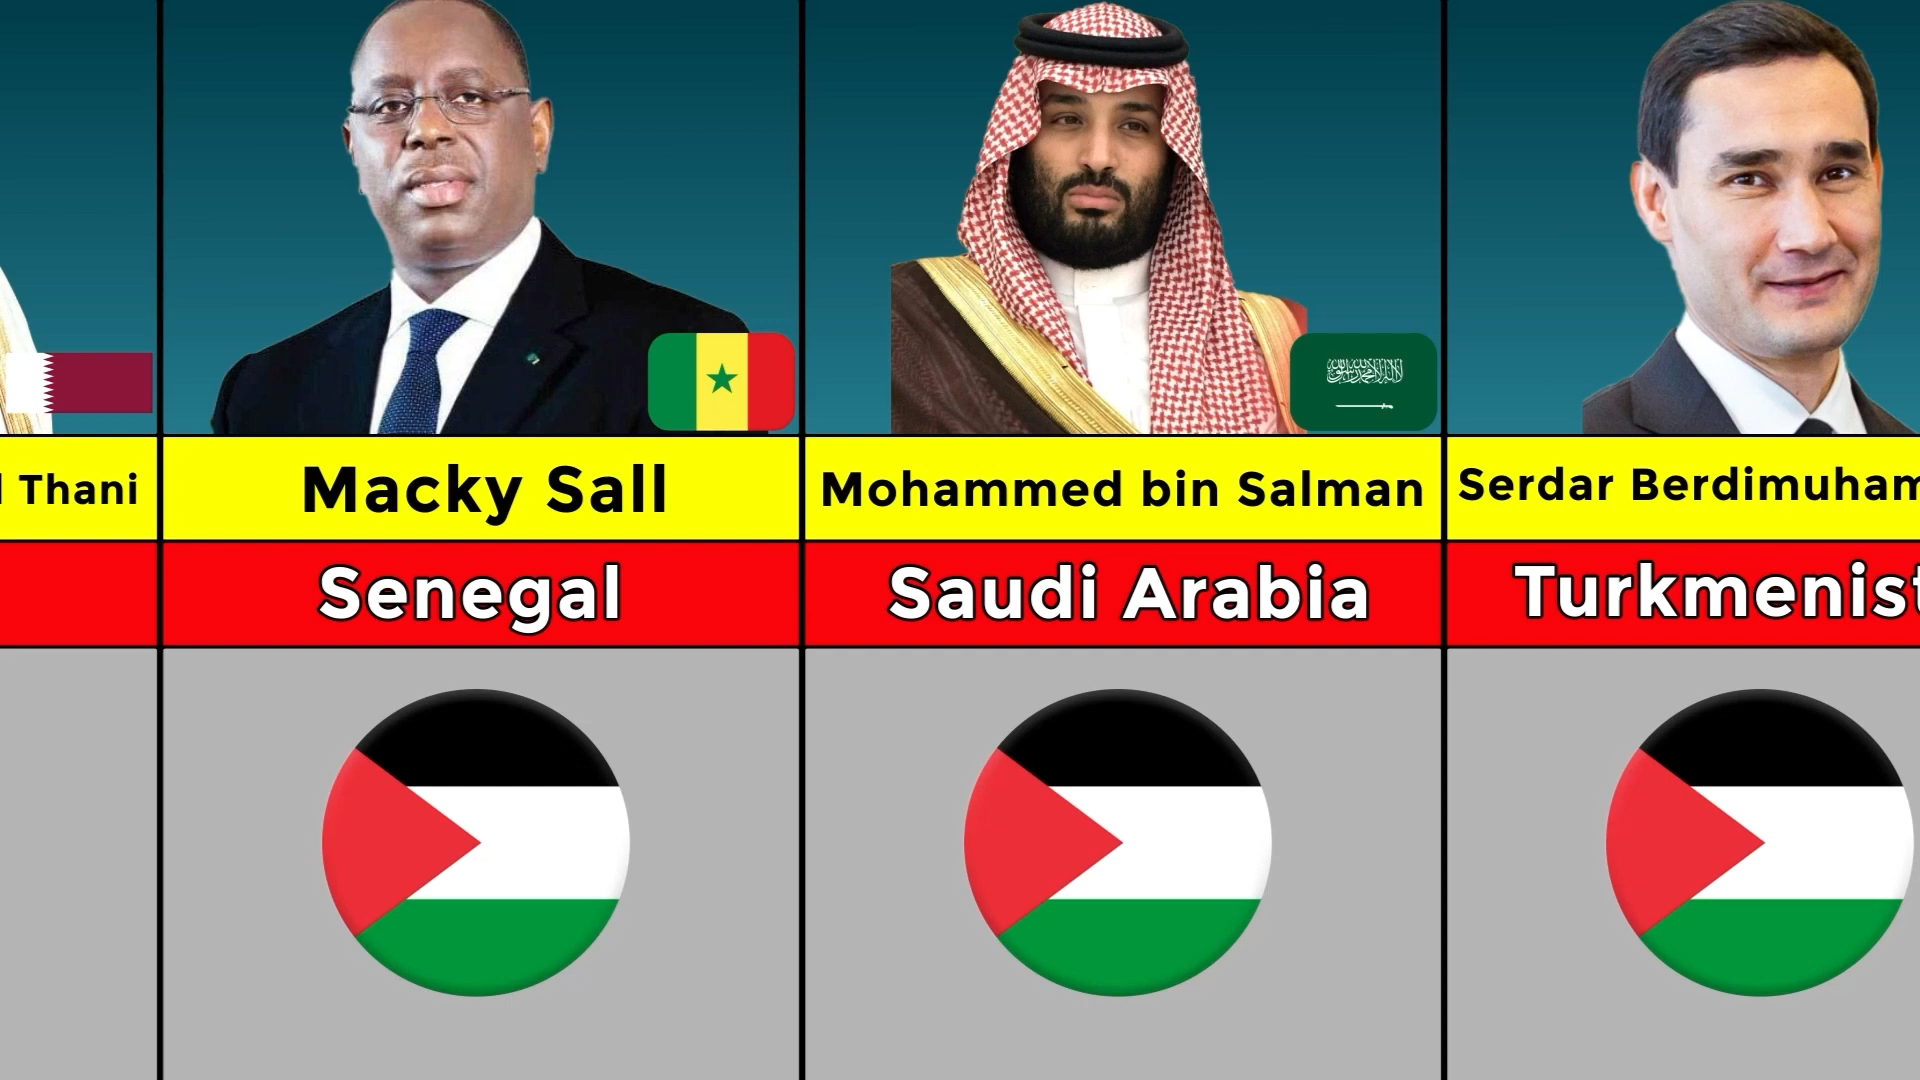 Thani
Macky Sall
Mohammed bin Salman
Serdar Berdimuham
Senegal
Saudi Arabia
Turkmenist